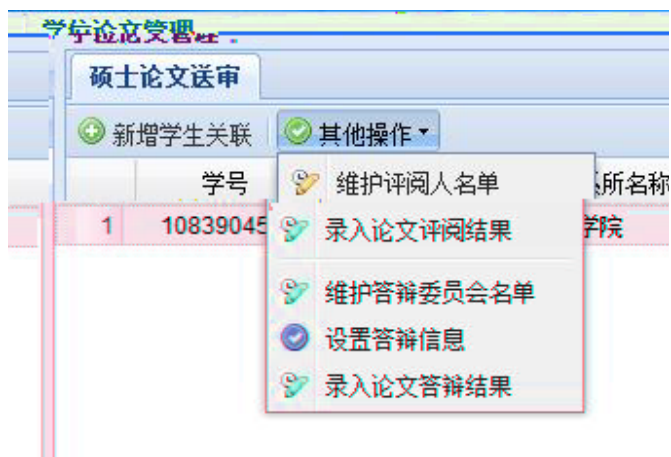 学位论文管理
硕士论文送审
新增学生关联 其他操作
学号 所名称
维护评阅人名单
1 10839045 学院
录入论文评阅结果
维护答辩委员会名单
设置答辩信息
录入论文答辩结果